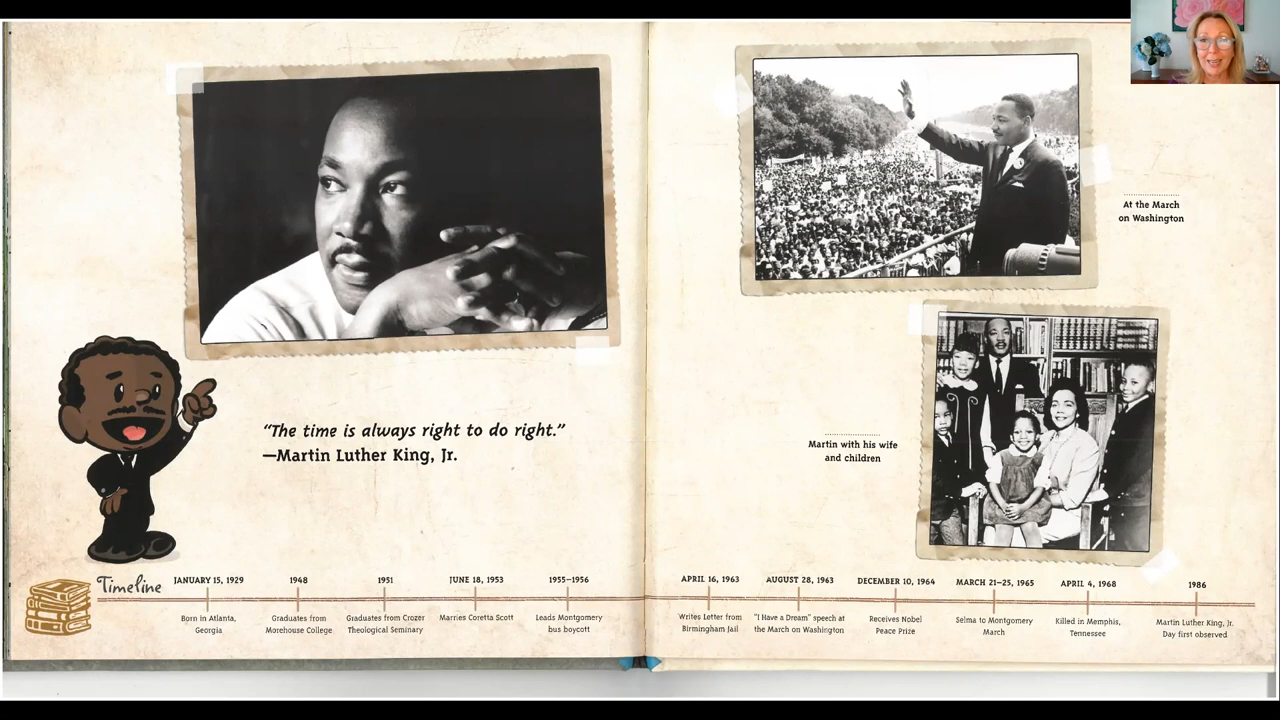 "The time is always right to do right."
—Martin Luther King, Jr.
At the March
on Washington
Martin with his wife
and children
Timeline
JANUARY 15, 1929
Born in Atlanta,
Georgia
1948
Graduates from
Morehouse College
1951
Graduates from Crozer
Theological Seminary
JUNE 18, 1953
Marries Coretta Scott
1955–1956
Leads Montgomery
bus boycott
APRIL 16, 1963
Writes Letter from
Birmingham Jail
AUGUST 28, 1963
"I Have a Dream" speech at
the March on Washington
DECEMBER 10, 1964
Receives Nobel
Peace Prize
MARCH 21–25, 1965
Selma to Montgomery
March
APRIL 4, 1968
Killed in Memphis,
Tennessee
1986
Martin Luther King, Jr.
Day first observed